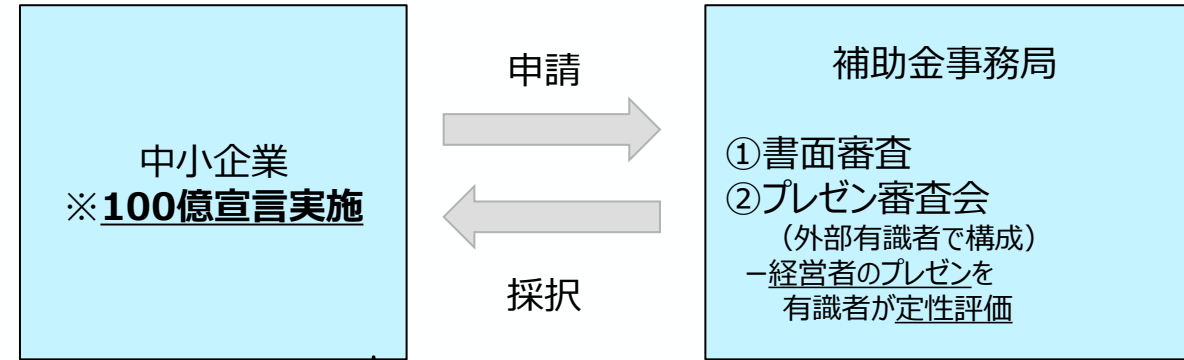 中小企業
※100億宣言実施
申請
採択
補助金事務局
①書面審査
②プレゼン審査会
（外部有識者で構成）
－経営者のプレゼンを
有識者が定性評価